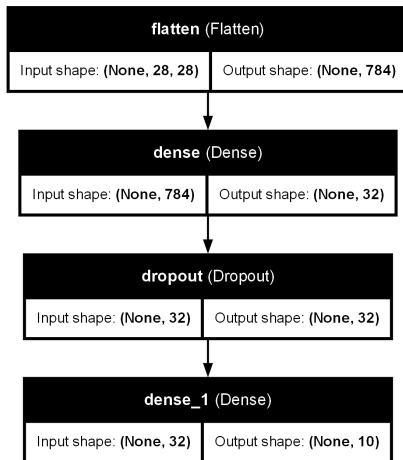 flatten (Flatten)
Input shape: (None, 28, 28) Output shape: (None, 784)
dense (Dense)
Input shape: (None, 784) Output shape: (None, 32)
dropout (Dropout)
Input shape: (None, 32) Output shape: (None, 32)
dense_1 (Dense)
Input shape: (None, 32) Output shape: (None, 10)